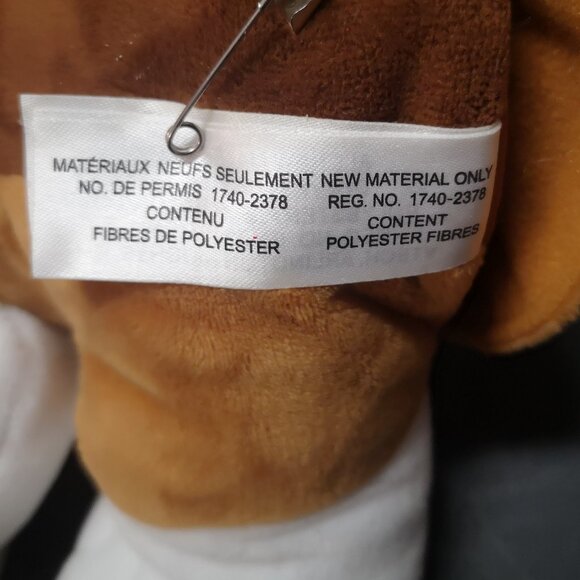 MATÉRIAUX NEUFS SEULEMENT
NO. DE PERMIS 1740-2378
CONTENU
FIBRES DE POLYESTER
NEW MATERIAL ONLY
REG. NO. 1740-2378
CONTENT
POLYESTER FIBRES